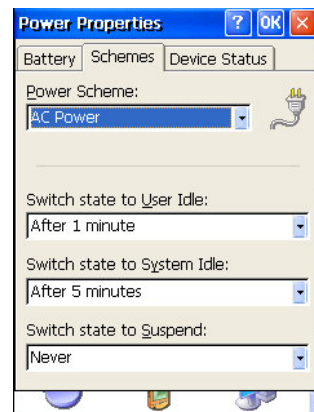 Power Properties ? OK ×
Battery Schemes Device Status
Power Scheme:
AC Power
Switch state to User Idle:
After 1 minute
Switch state to System Idle:
After 5 minutes
Switch state to Suspend:
Never